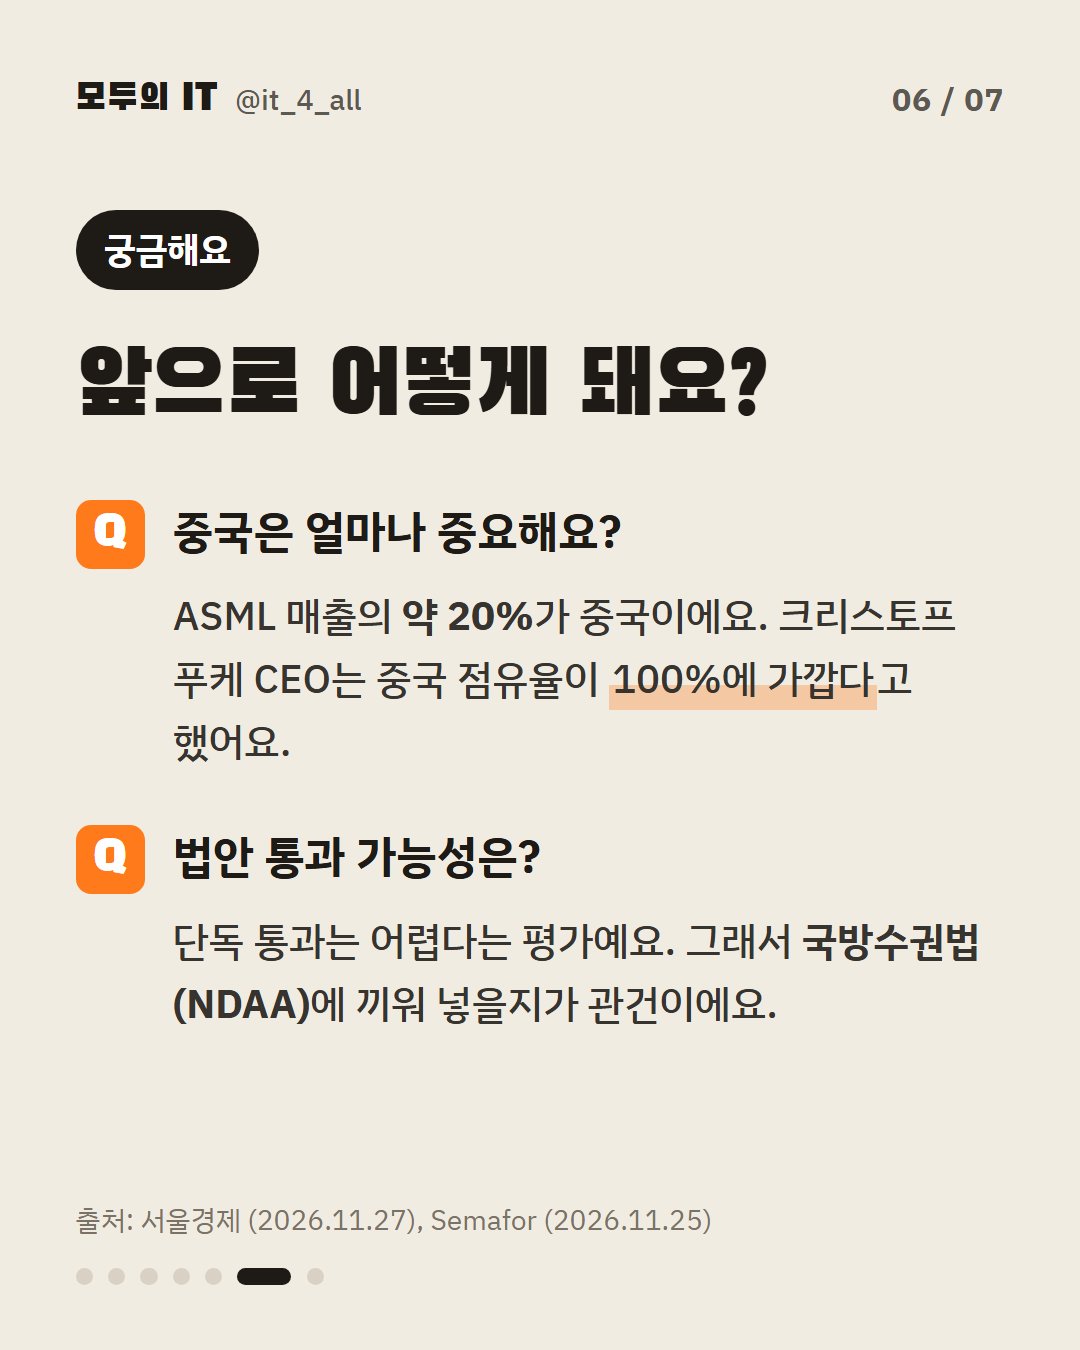 모두의 IT @it_4_all
06 / 07
궁금해요
앞으로 어떻게 돼요?
Q 중국은 얼마나 중요해요?
ASML 매출의 약 20%가 중국이에요. 크리스토프
푸케 CEO는 중국 점유율이 100%에 가깝다고
했어요.
Q 법안 통과 가능성은?
단독 통과는 어렵다는 평가예요. 그래서 국방수권법
(NDAA)에 끼워 넣을지가 관건이에요.
출처: 서울경제 (2026.11.27), Semafor (2026.11.25)